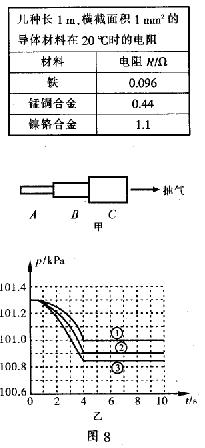 几种长1 m,横截面积1 mm²的
导体材料在20 ℃时的电阻
材料 电阻 R/Ω
铁 0.096
锰铜合金 0.44
镍铬合金 1.1
抽气
A B C
甲
p/kPa
101.4
101.2
101.0
100.8
100.6
①
②
③
0 2 4 6 8 10 t/s
乙
图 8